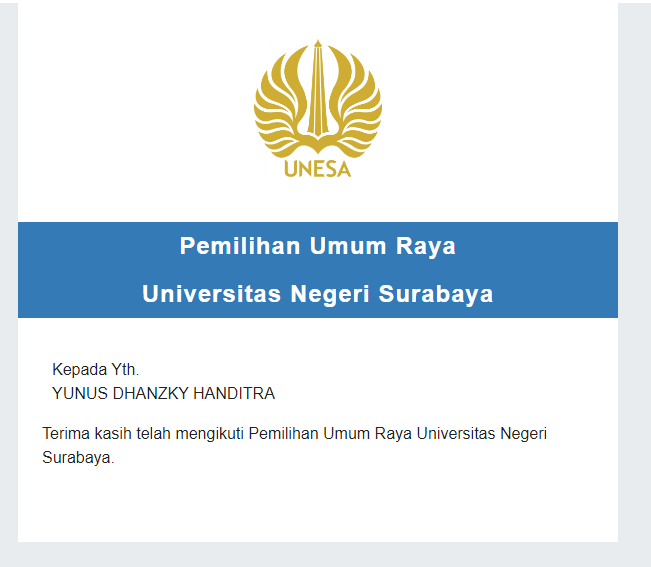 UNESA
Pemilihan Umum Raya
Universitas Negeri Surabaya
Kepada Yth.
YUNUS DHANZKY HANDITRA
Terima kasih telah mengikuti Pemilihan Umum Raya Universitas Negeri
Surabaya.